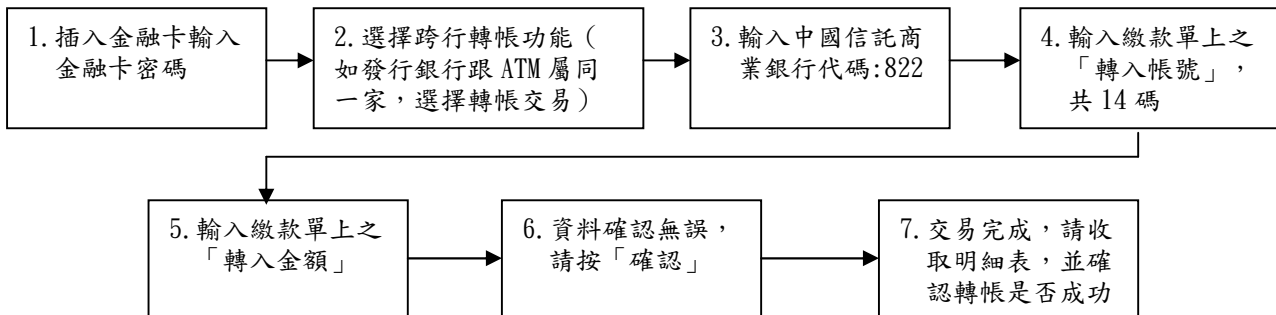 1.插入金融卡輸入
金融卡密碼
2.選擇跨行轉帳功能（
如發行銀行跟 ATM 屬同
一家，選擇轉帳交易）
3.輸入中國信託商
業銀行代碼:822
4.輸入繳款單上之
「轉入帳號」，
共 14 碼
5.輸入繳款單上之
「轉入金額」
6.資料確認無誤，
請按「確認」
7.交易完成，請收
取明細表，並確
認轉帳是否成功